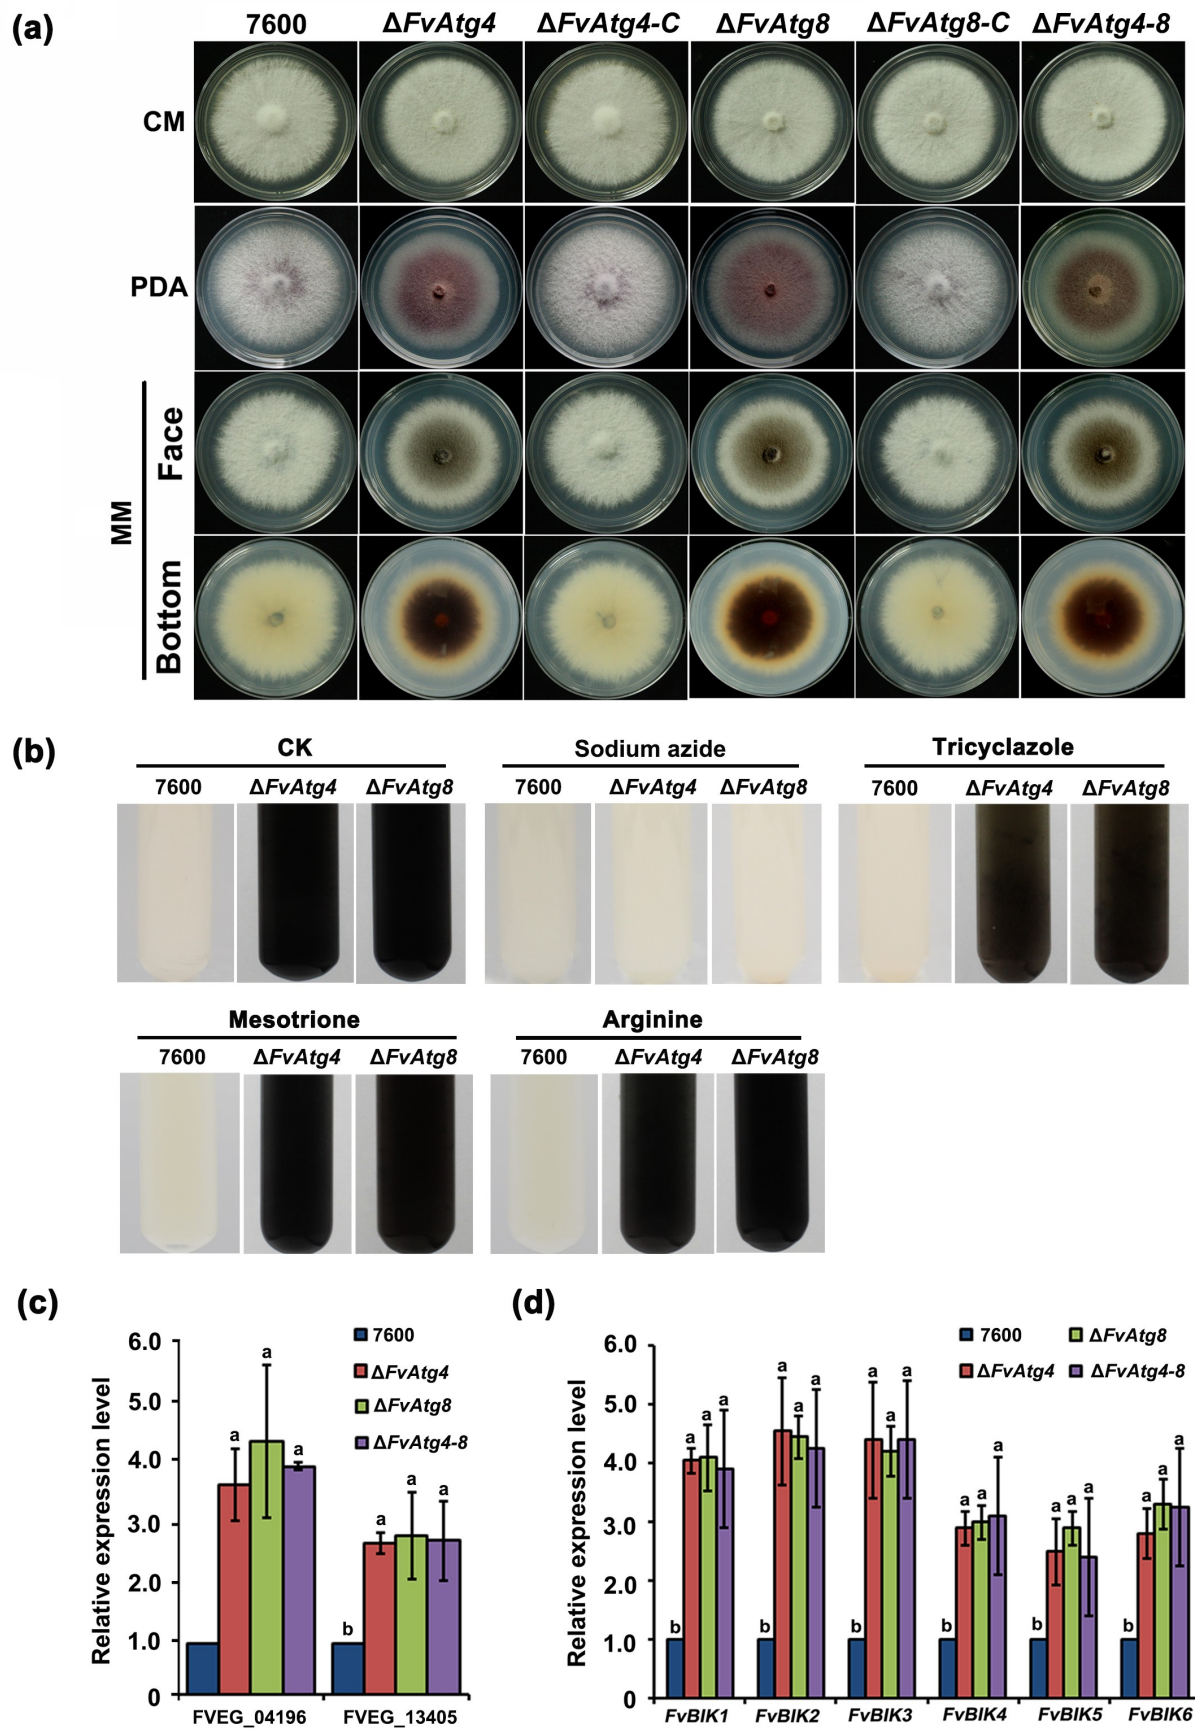 (a)
7600 ΔFvAtg4 ΔFvAtg4-C ΔFvAtg8 ΔFvAtg8-C ΔFvAtg4-8
CM
PDA
MM
Face
Bottom
(b)
CK Sodium azide Tricyclazole
7600 ΔFvAtg4 ΔFvAtg8 7600 ΔFvAtg4 ΔFvAtg8 7600 ΔFvAtg4 ΔFvAtg8
Mesotrione Arginine
7600 ΔFvAtg4 ΔFvAtg8 7600 ΔFvAtg4 ΔFvAtg8
(c)
Relative expression level
6.0
5.0
4.0
3.0
2.0
1.0
0
7600
ΔFvAtg4
ΔFvAtg8
ΔFvAtg4-8
a a a
b a a a
FVEG_04196 FVEG_13405
(d)
Relative expression level
6.0
5.0
4.0
3.0
2.0
1.0
0
7600 ΔFvAtg8
ΔFvAtg4 ΔFvAtg4-8
b a a a b a a a b a a a b a a a b a a a b a a a
FvBIK1 FvBIK2 FvBIK3 FvBIK4 FvBIK5 FvBIK6